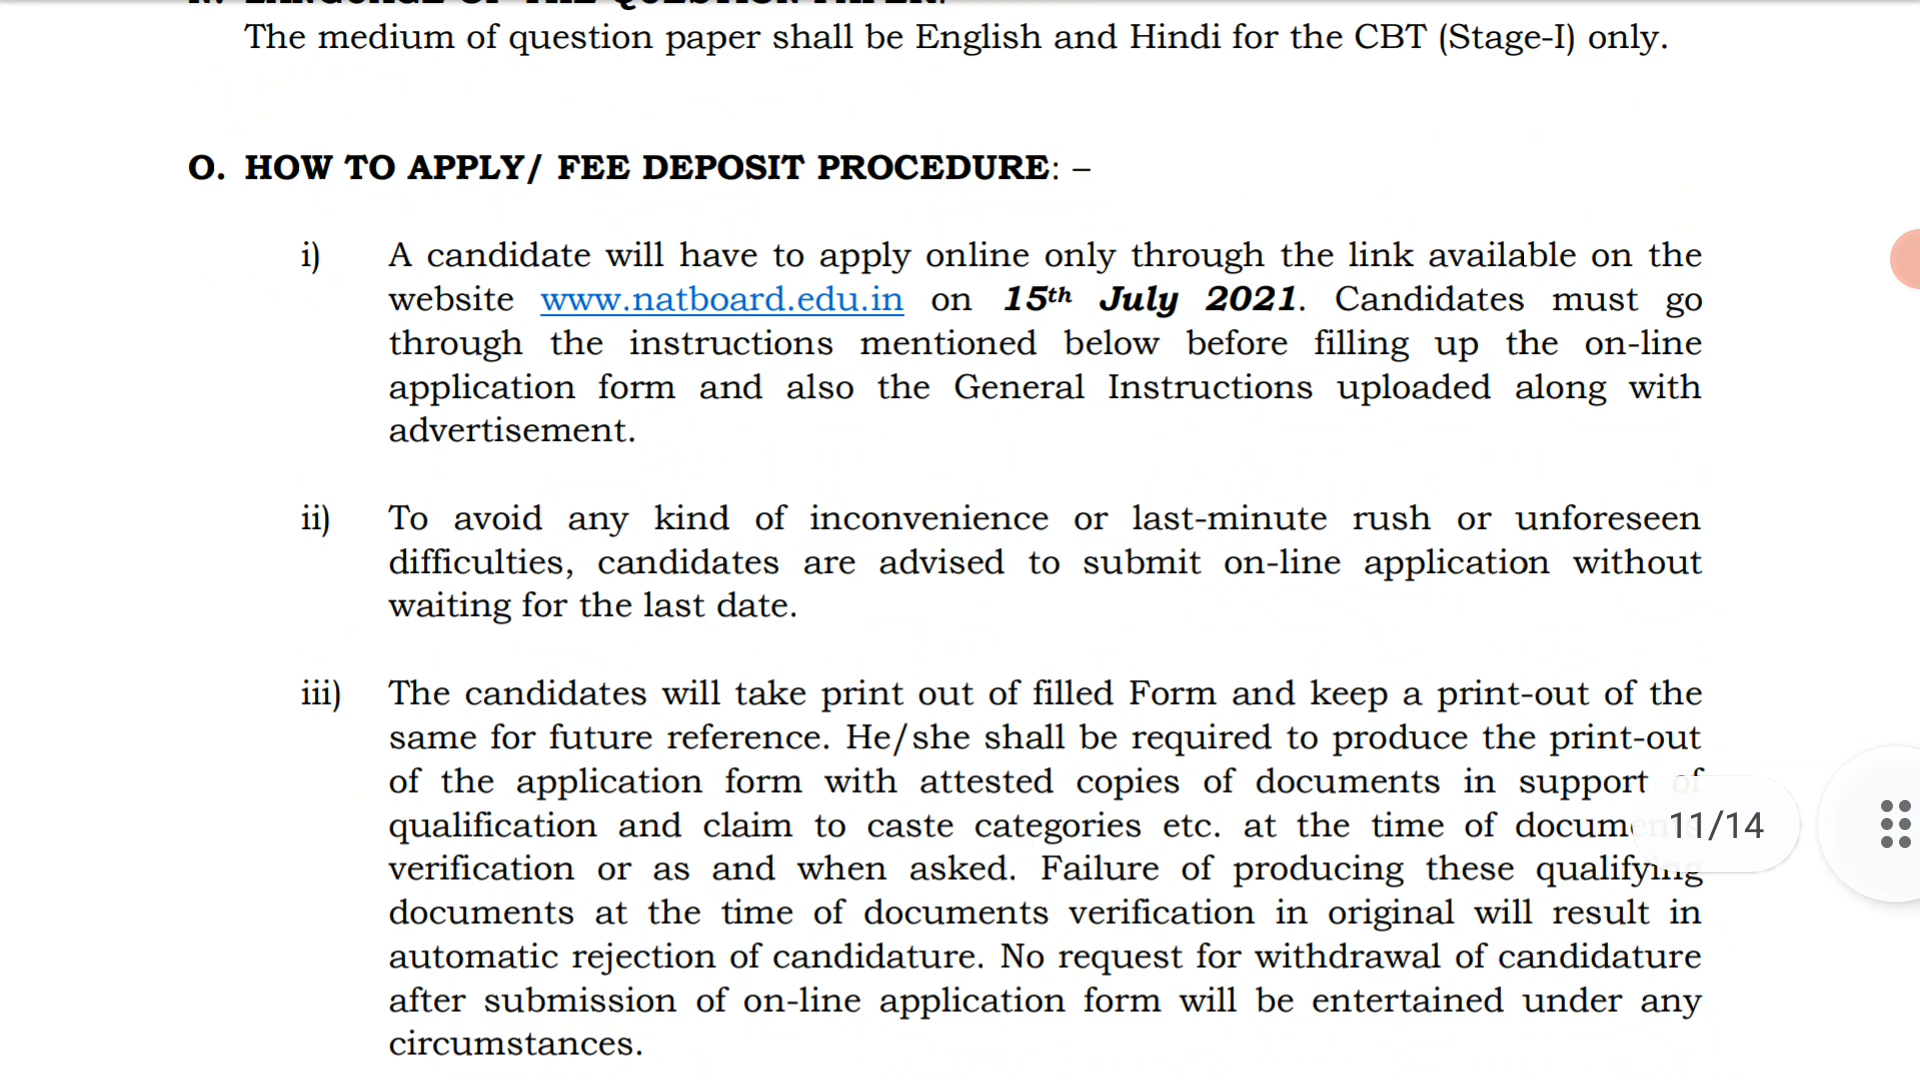 LANGUAGE OF THE QUESTION PAPER:
The medium of question paper shall be English and Hindi for the CBT (Stage-I) only.
O. HOW TO APPLY/ FEE DEPOSIT PROCEDURE: –
i) A candidate will have to apply online only through the link available on the
website www.natboard.edu.in on 15th July 2021. Candidates must go
through the instructions mentioned below before filling up the on-line
application form and also the General Instructions uploaded along with
advertisement.
ii) To avoid any kind of inconvenience or last-minute rush or unforeseen
difficulties, candidates are advised to submit on-line application without
waiting for the last date.
iii) The candidates will take print out of filled Form and keep a print-out of the
same for future reference. He/she shall be required to produce the print-out
of the application form with attested copies of documents in support of
qualification and claim to caste categories etc. at the time of documents
11/14
verification or as and when asked. Failure of producing these qualifying
documents at the time of documents verification in original will result in
automatic rejection of candidature. No request for withdrawal of candidature
after submission of on-line application form will be entertained under any
circumstances.